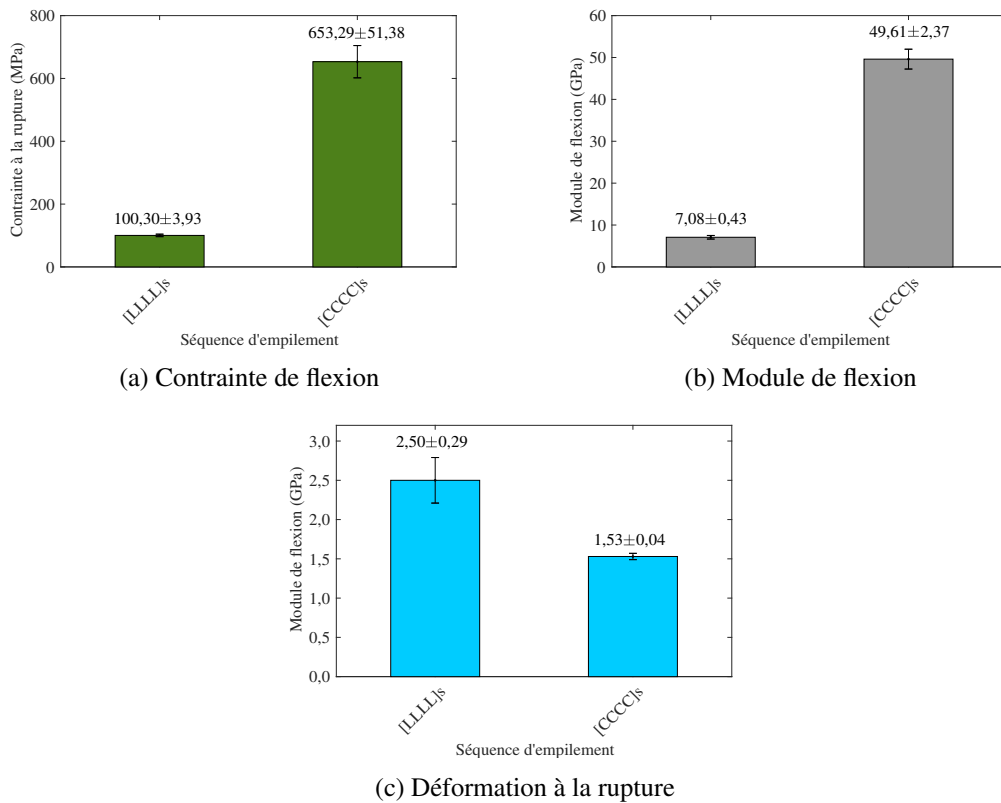 800
600
400
200
0
Contrainte à la rupture (MPa)
100,30±3,93
653,29±51,38
[LLLL]s
[CCCC]s
Séquence d'empilement
(a) Contrainte de flexion
60
50
40
30
20
10
0
Module de flexion (GPa)
7,08±0,43
49,61±2,37
[LLLL]s
[CCCC]s
Séquence d'empilement
(b) Module de flexion
3,0
2,5
2,0
1,5
1,0
0,5
0,0
Module de flexion (GPa)
2,50±0,29
1,53±0,04
[LLLL]s
[CCCC]s
Séquence d'empilement
(c) Déformation à la rupture